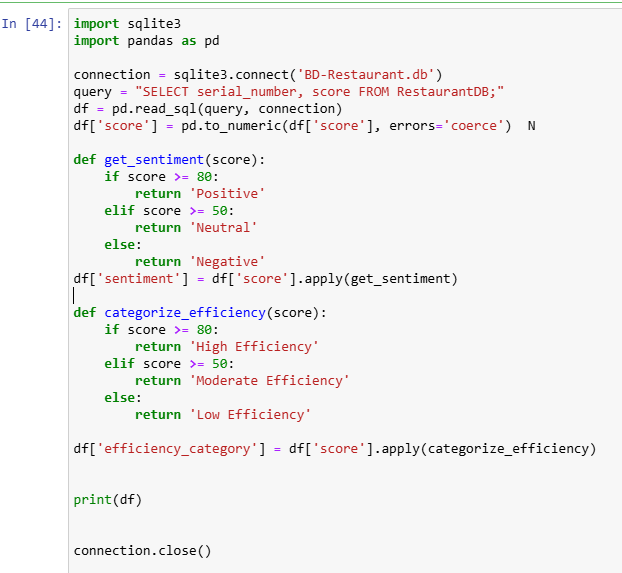 In [44]: import sqlite3
import pandas as pd
connection = sqlite3.connect('BD-Restaurant.db')
query = "SELECT serial_number, score FROM RestaurantDB;"
df = pd.read_sql(query, connection)
df['score'] = pd.to_numeric(df['score'], errors='coerce')  N
def get_sentiment(score):
    if score >= 80:
        return 'Positive'
    elif score >= 50:
        return 'Neutral'
    else:
        return 'Negative'
df['sentiment'] = df['score'].apply(get_sentiment)
def categorize_efficiency(score):
    if score >= 80:
        return 'High Efficiency'
    elif score >= 50:
        return 'Moderate Efficiency'
    else:
        return 'Low Efficiency'
df['efficiency_category'] = df['score'].apply(categorize_efficiency)
print(df)
connection.close()